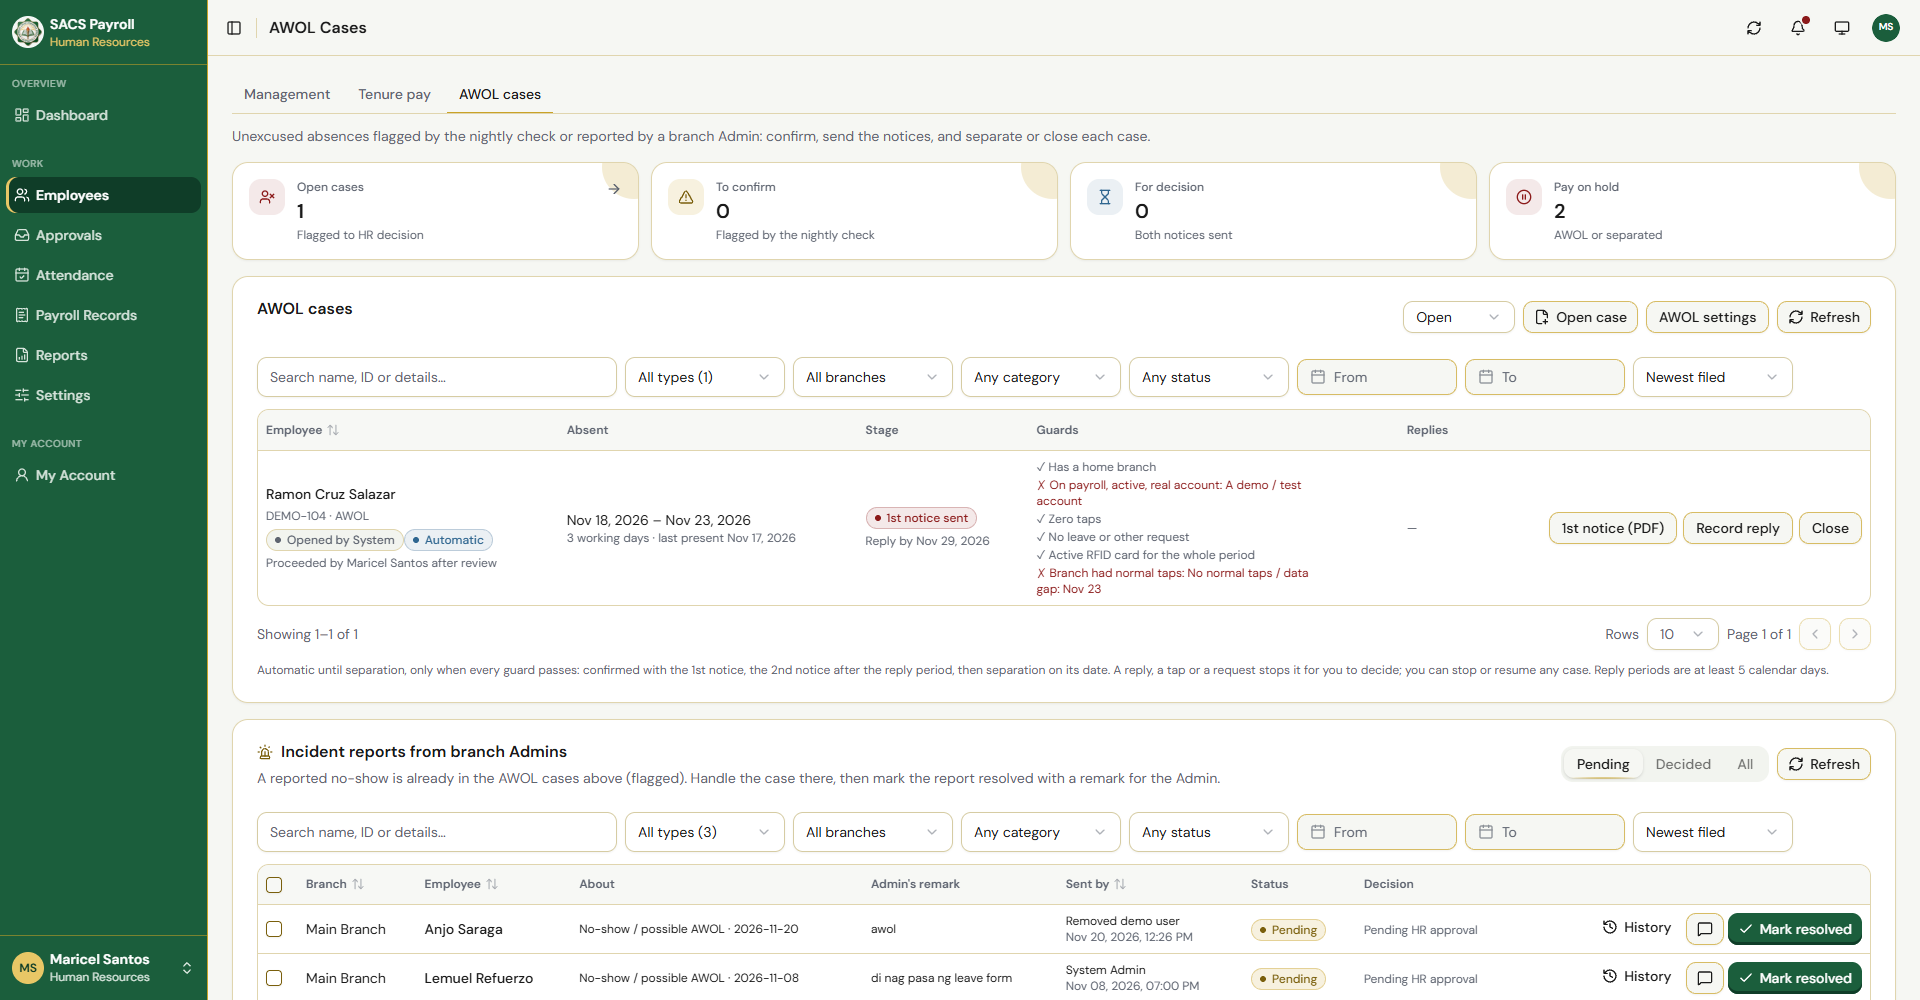 SACS Payroll
Human Resources
OVERVIEW
Dashboard
WORK
Employees
Approvals
Attendance
Payroll Records
Reports
Settings
MY ACCOUNT
My Account
MS
Maricel Santos
Human Resources
AWOL Cases
MS
Management
Tenure pay
AWOL cases
Unexcused absences flagged by the nightly check or reported by a branch Admin: confirm, send the notices, and separate or close each case.
Open cases
1
Flagged to HR decision
To confirm
0
Flagged by the nightly check
For decision
0
Both notices sent
Pay on hold
2
AWOL or separated
AWOL cases
Open
Open case
AWOL settings
Refresh
Search name, ID or details...
All types (1)
All branches
Any category
Any status
From
To
Newest filed
Employee
Absent
Stage
Guards
Replies
Ramon Cruz Salazar
DEMO-104 · AWOL
Opened by System
Automatic
Proceeded by Maricel Santos after review
Nov 18, 2026 – Nov 23, 2026
3 working days · last present Nov 17, 2026
1st notice sent
Reply by Nov 29, 2026
✓ Has a home branch
✗ On payroll, active, real account: A demo / test
account
✓ Zero taps
✓ No leave or other request
✓ Active RFID card for the whole period
✗ Branch had normal taps: No normal taps / data
gap: Nov 23
—
1st notice (PDF)
Record reply
Close
Showing 1–1 of 1
Rows
10
Page 1 of 1
Automatic until separation, only when every guard passes: confirmed with the 1st notice, the 2nd notice after the reply period, then separation on its date. A reply, a tap or a request stops it for you to decide; you can stop or resume any case. Reply periods are at least 5 calendar days.
Incident reports from branch Admins
A reported no-show is already in the AWOL cases above (flagged). Handle the case there, then mark the report resolved with a remark for the Admin.
Pending
Decided
All
Refresh
Search name, ID or details...
All types (3)
All branches
Any category
Any status
From
To
Newest filed
Branch
Employee
About
Admin's remark
Sent by
Status
Decision
Main Branch
Anjo Saraga
No-show / possible AWOL · 2026-11-20
awol
Removed demo user
Nov 20, 2026, 12:26 PM
Pending
Pending HR approval
History
Mark resolved
Main Branch
Lemuel Refuerzo
No-show / possible AWOL · 2026-11-08
di nag pasa ng leave form
System Admin
Nov 08, 2026, 07:00 PM
Pending
Pending HR approval
History
Mark resolved